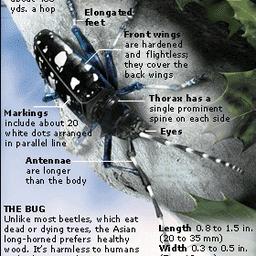 yds. a hop
Elongated
feet
Front wings
are hardened
and flightless;
they cover the
back wings
Thorax has a
single prominent
spine on each side
Markings
include about 20
white dots arranged
in parallel line
Eyes
Antennae
are longer
than the body
THE BUG
Unlike most beetles, which eat
dead or dying trees, the Asian
long-horned prefers healthy
wood. It's harmless to humans
Length 0.8 to 1.5 in.
(20 to 35 mm)
Width 0.3 to 0.5 in.